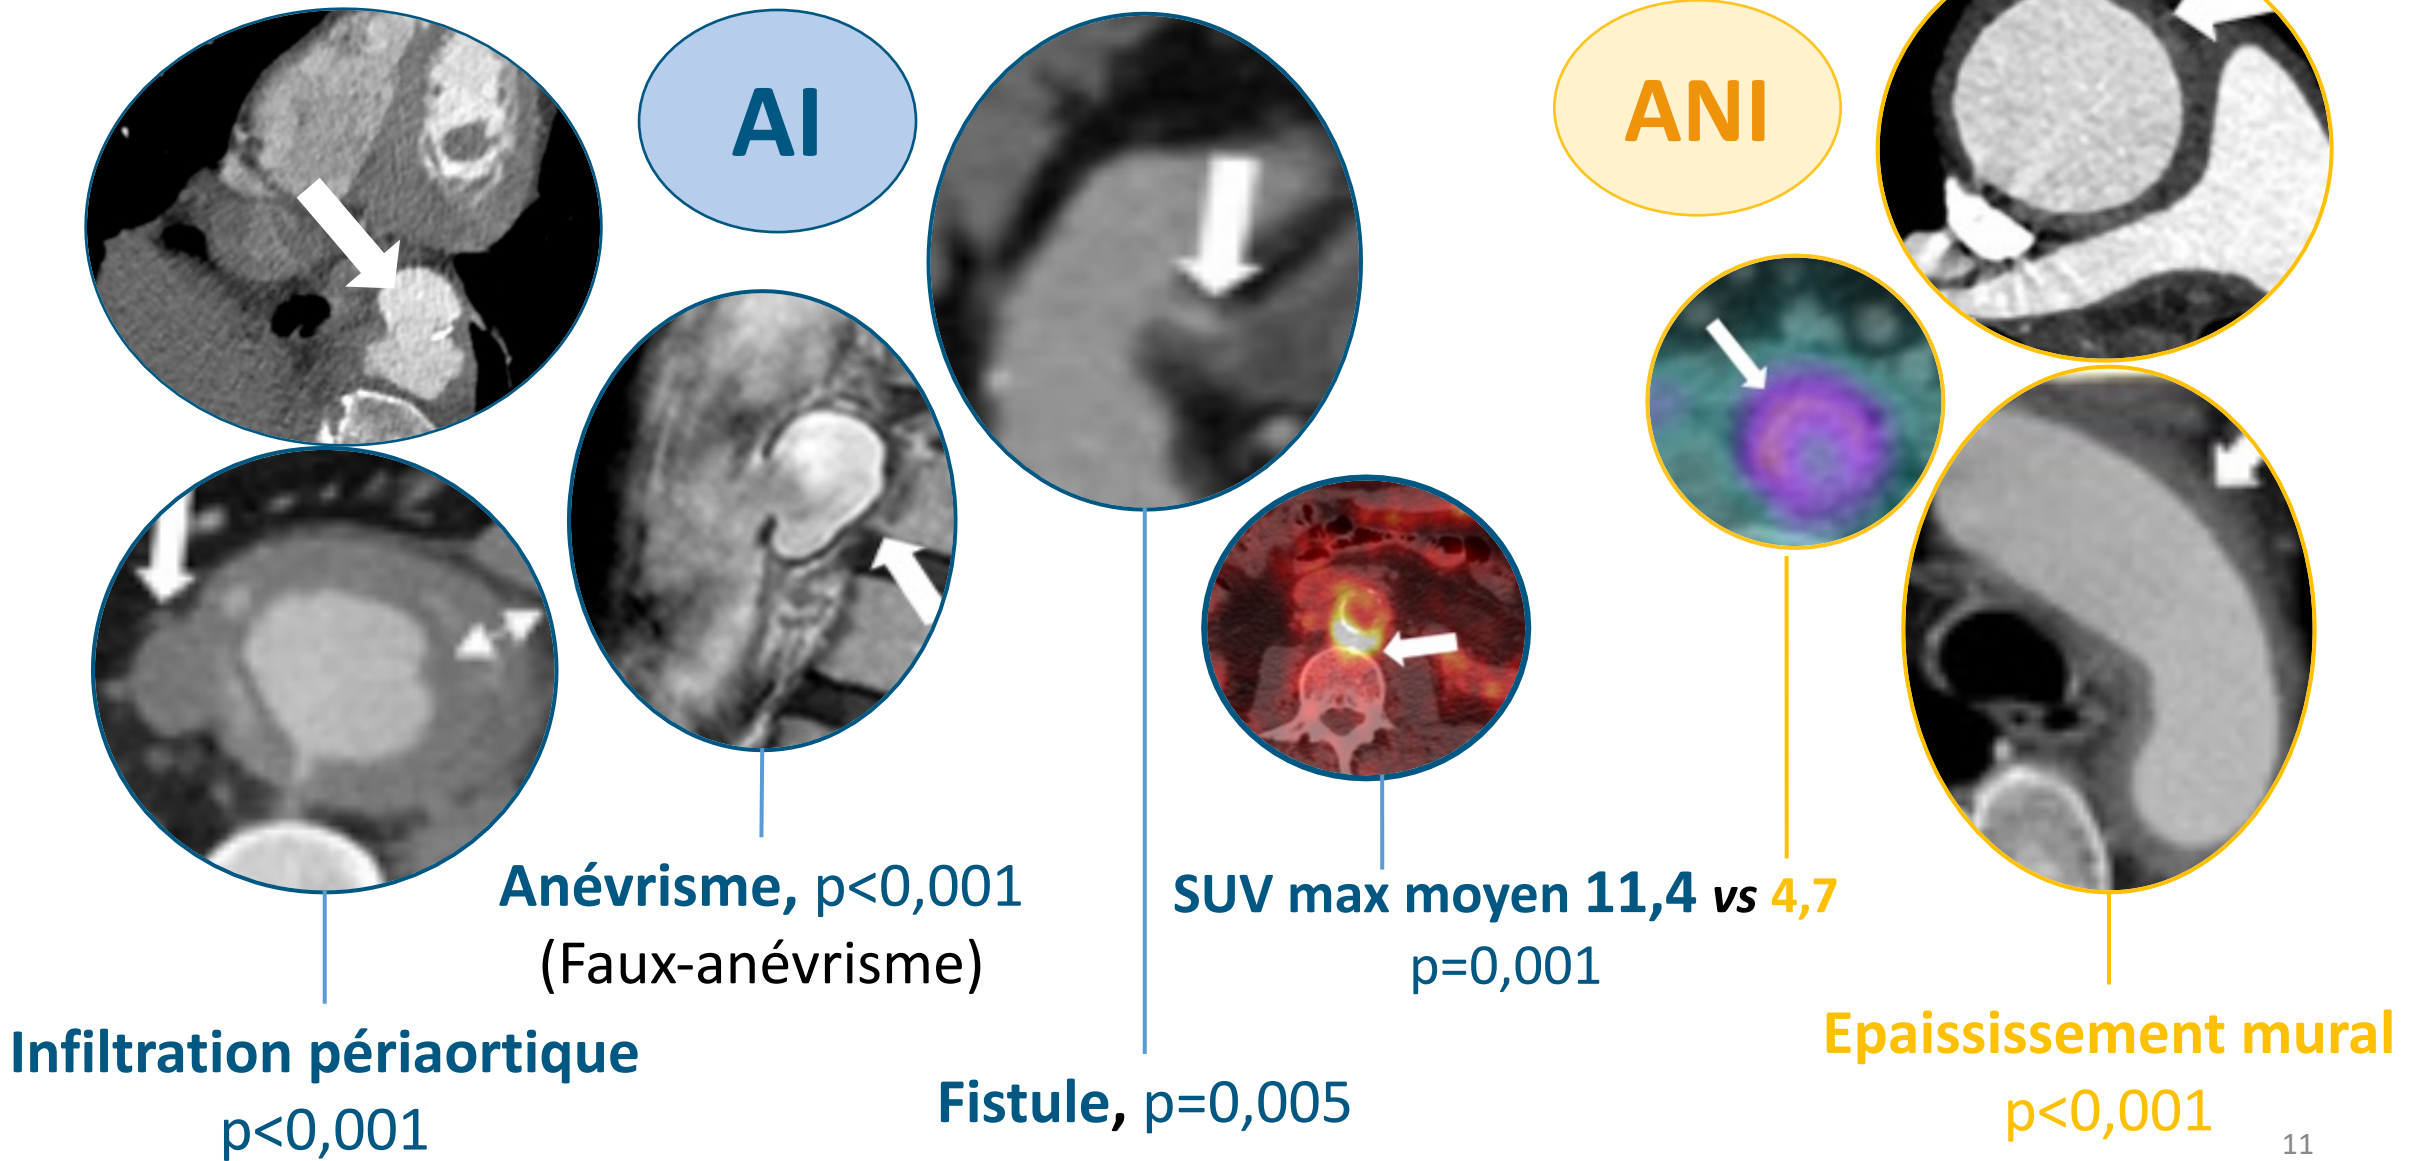 AI
ANI
Anévrisme, p<0,001
(Faux-anévrisme)
SUV max moyen 11,4 vs 4,7
p=0,001
Infiltration périaortique
p<0,001
Fistule, p=0,005
Epaississement mural
p<0,001
11